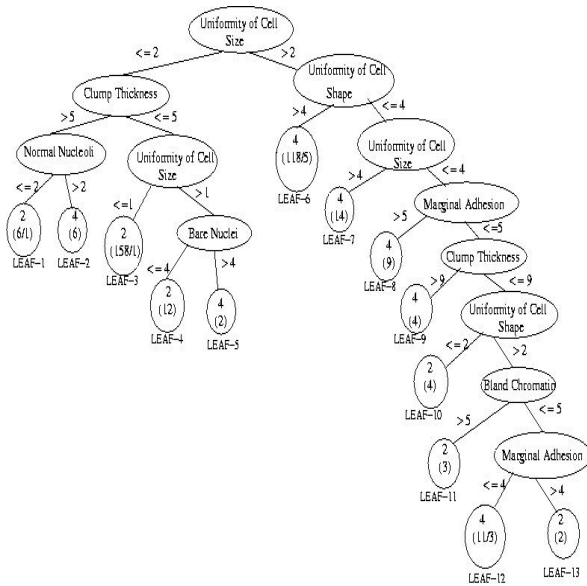 Uniformity of Cell
Size
<=2
>2
Clump Thickness
Uniformity of Cell
Shape
>5
<=5
>4
<=4
Normal Nucleoli
Uniformity of Cell
Size
4
(118/5)
LEAF-6
Uniformity of Cell
Size
<=2
>2
<=1
>1
>4
<=4
2
(6/1)
LEAF-1
4
(6)
LEAF-2
2
(158/1)
LEAF-3
Bare Nuclei
4
(14)
LEAF-7
Marginal Adhesion
<=4
>4
>5
<=5
2
(12)
LEAF-4
4
(2)
LEAF-5
4
(9)
LEAF-8
Clump Thickness
>9
<=9
4
(4)
LEAF-9
Uniformity of Cell
Shape
<=2
>2
2
(4)
LEAF-10
Bland Chromatin
>5
<=5
2
(3)
LEAF-11
Marginal Adhesion
<=4
>4
4
(11/3)
LEAF-12
2
(2)
LEAF-13